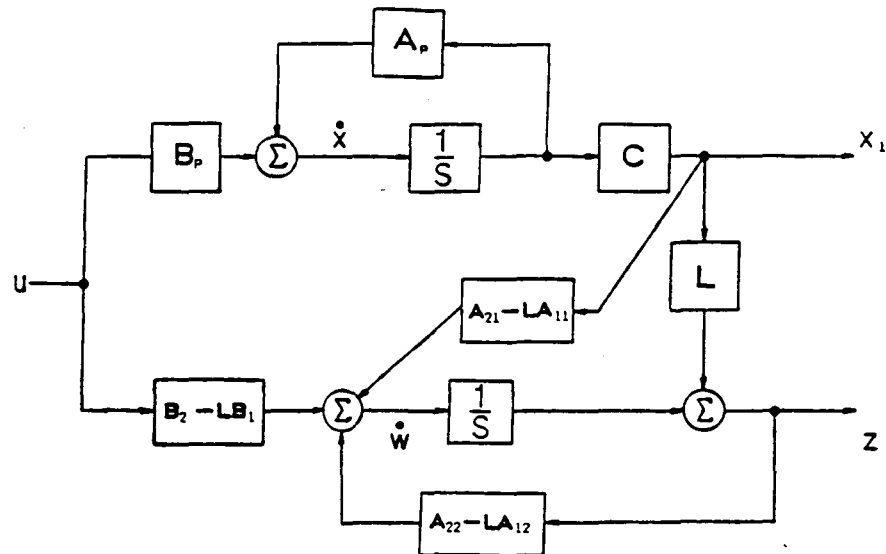 Aₚ
Bₚ
Σ
ẋ
1
S
C
x₁
U
L
A₂₁−LA₁₁
B₂−LB₁
Σ
ẇ
1
S
Σ
Z
A₂₂−LA₁₂